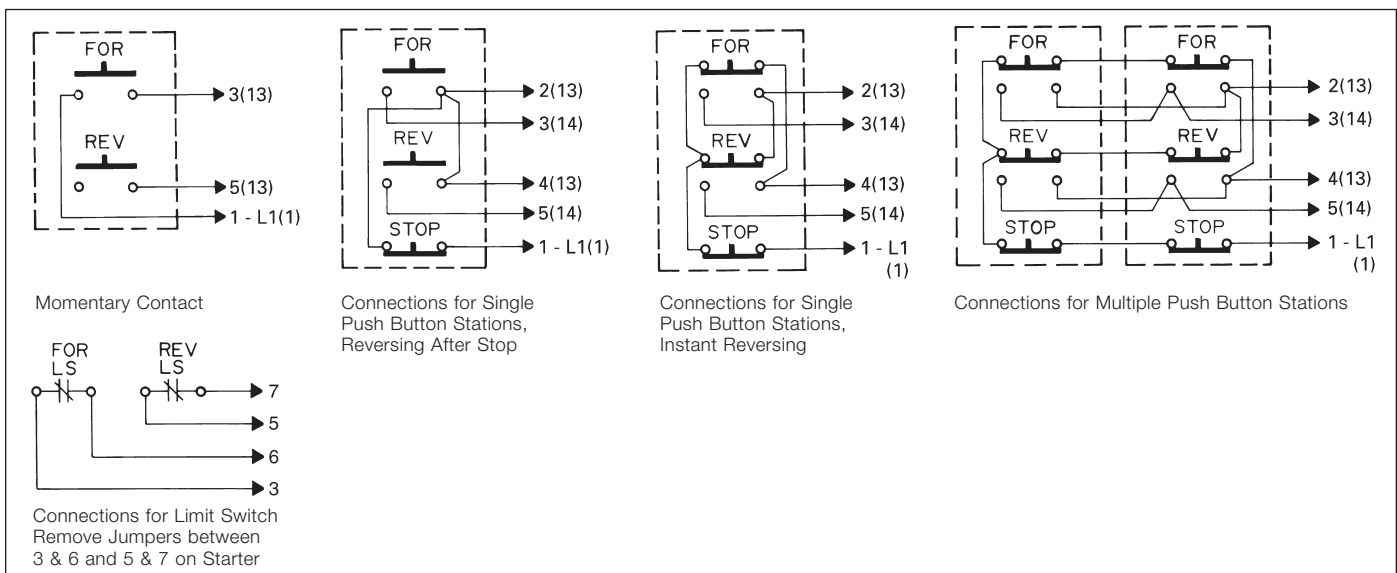 FOR
3(13)
REV
5(13)
1 - L1(1)
Momentary Contact
FOR
2(13)
3(14)
REV
4(13)
5(14)
STOP
1 - L1(1)
Connections for Single
Push Button Stations,
Reversing After Stop
FOR
2(13)
3(14)
REV
4(13)
5(14)
STOP
1 - L1
(1)
Connections for Single
Push Button Stations,
Instant Reversing
FOR FOR
2(13)
3(14)
REV REV
4(13)
5(14)
STOP STOP
1 - L1
(1)
Connections for Multiple Push Button Stations
FOR REV
LS LS
7
5
6
3
Connections for Limit Switch
Remove Jumpers between
3 & 6 and 5 & 7 on Starter